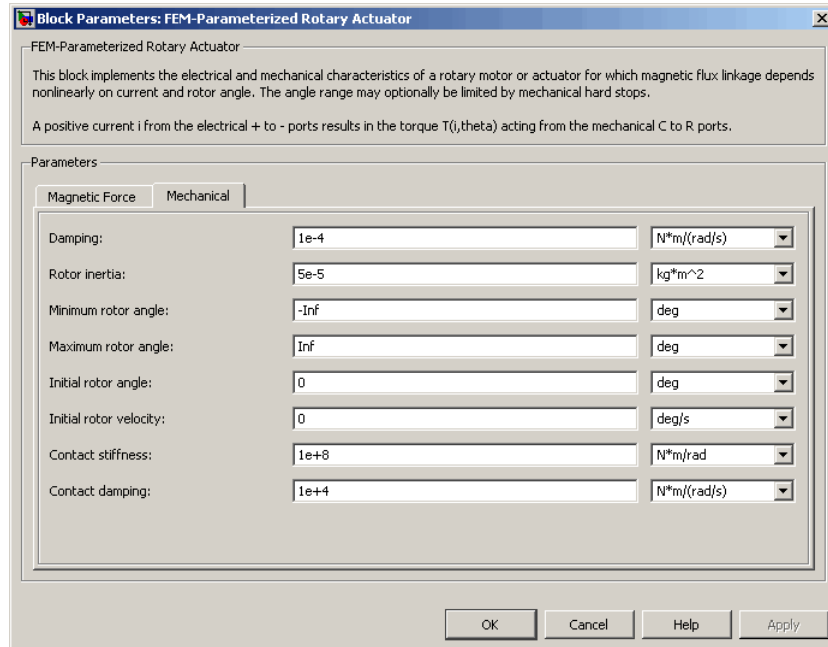 Block Parameters: FEM-Parameterized Rotary Actuator
FEM-Parameterized Rotary Actuator
This block implements the electrical and mechanical characteristics of a rotary motor or actuator for which magnetic flux linkage depends
nonlinearly on current and rotor angle. The angle range may optionally be limited by mechanical hard stops.
A positive current i from the electrical + to - ports results in the torque T(i,theta) acting from the mechanical C to R ports.
Parameters
Magnetic Force Mechanical
Damping: 1e-4 N*m/(rad/s)
Rotor inertia: 5e-5 kg*m^2
Minimum rotor angle: -Inf deg
Maximum rotor angle: Inf deg
Initial rotor angle: 0 deg
Initial rotor velocity: 0 deg/s
Contact stiffness: 1e+8 N*m/rad
Contact damping: 1e+4 N*m/(rad/s)
OK Cancel Help Apply